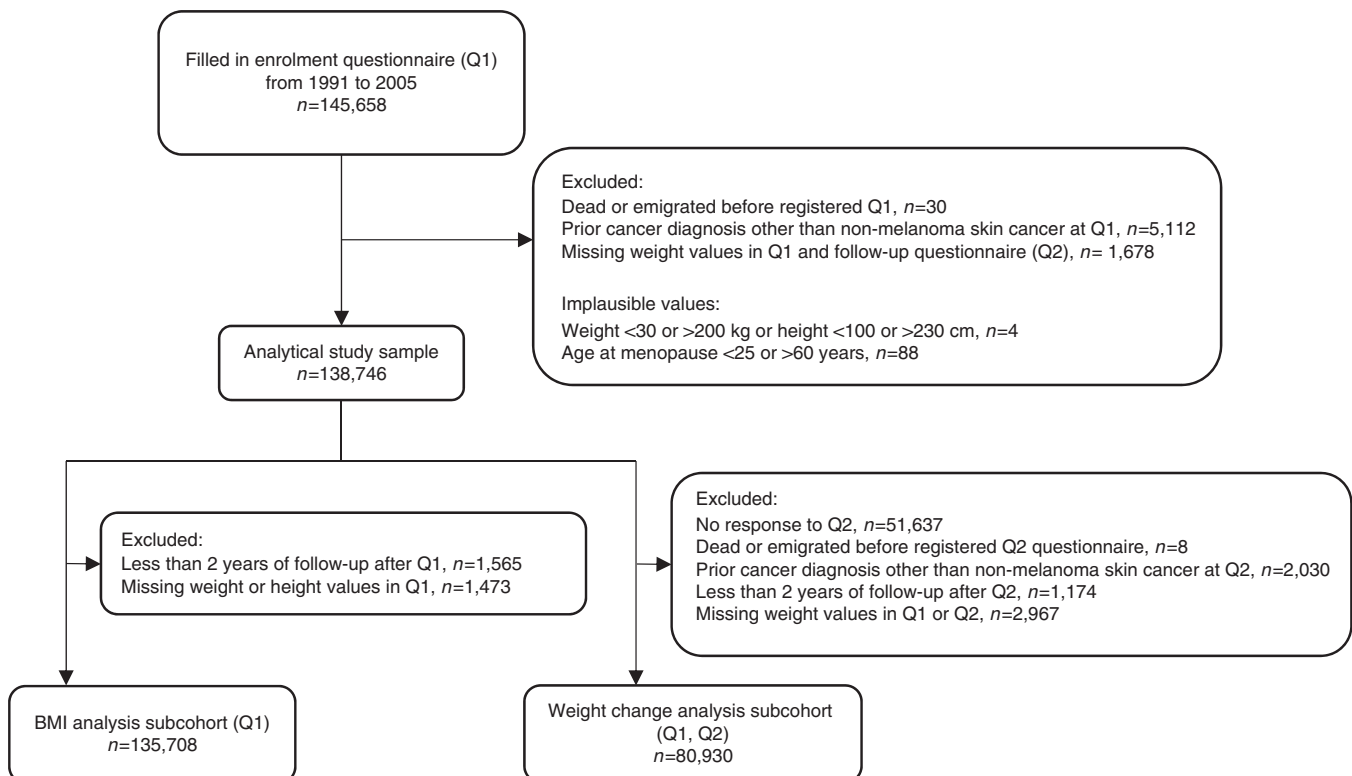 Filled in enrolment questionnaire (Q1)
from 1991 to 2005
n=145,658
Excluded:
Dead or emigrated before registered Q1, n=30
Prior cancer diagnosis other than non-melanoma skin cancer at Q1, n=5,112
Missing weight values in Q1 and follow-up questionnaire (Q2), n= 1,678
Implausible values:
Weight <30 or >200 kg or height <100 or >230 cm, n=4
Age at menopause <25 or >60 years, n=88
Analytical study sample
n=138,746
Excluded:
Less than 2 years of follow-up after Q1, n=1,565
Missing weight or height values in Q1, n=1,473
Excluded:
No response to Q2, n=51,637
Dead or emigrated before registered Q2 questionnaire, n=8
Prior cancer diagnosis other than non-melanoma skin cancer at Q2, n=2,030
Less than 2 years of follow-up after Q2, n=1,174
Missing weight values in Q1 or Q2, n=2,967
BMI analysis subcohort (Q1)
n=135,708
Weight change analysis subcohort
(Q1, Q2)
n=80,930